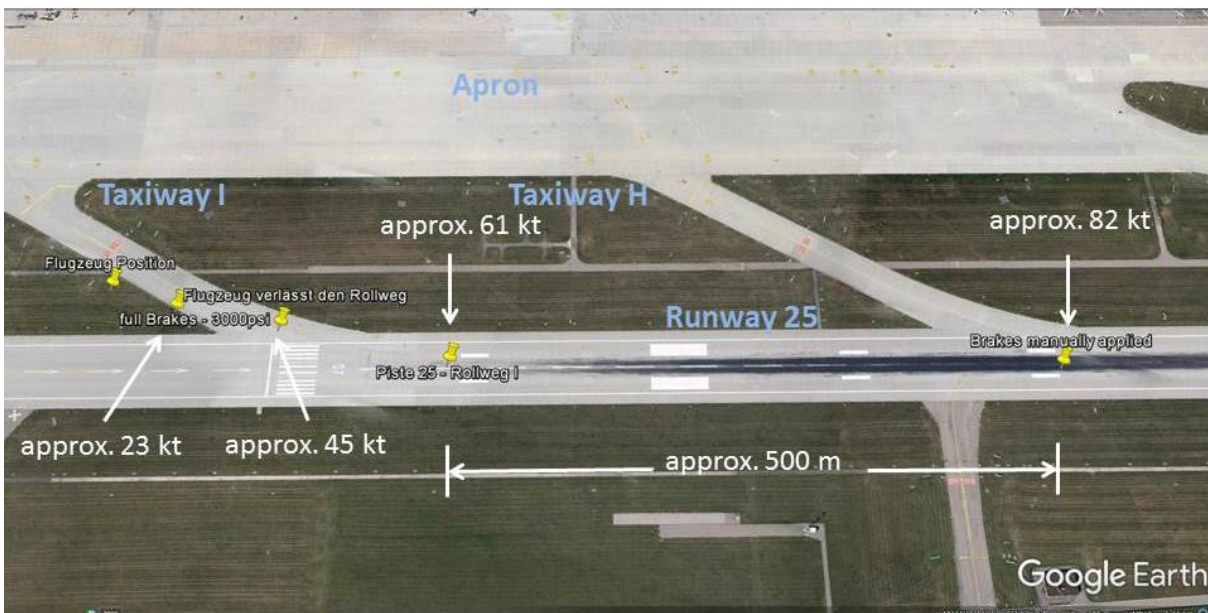 Apron
Taxiway I
Taxiway H
approx. 61 kt
approx. 82 kt
Flugzeug Position
Flugzeug verlässt den Rollweg
full Brakes - 3000psi
Runway 25
Brakes manually applied
Piste 25 - Rollweg I
approx. 23 kt
approx. 45 kt
approx. 500 m
Google Earth